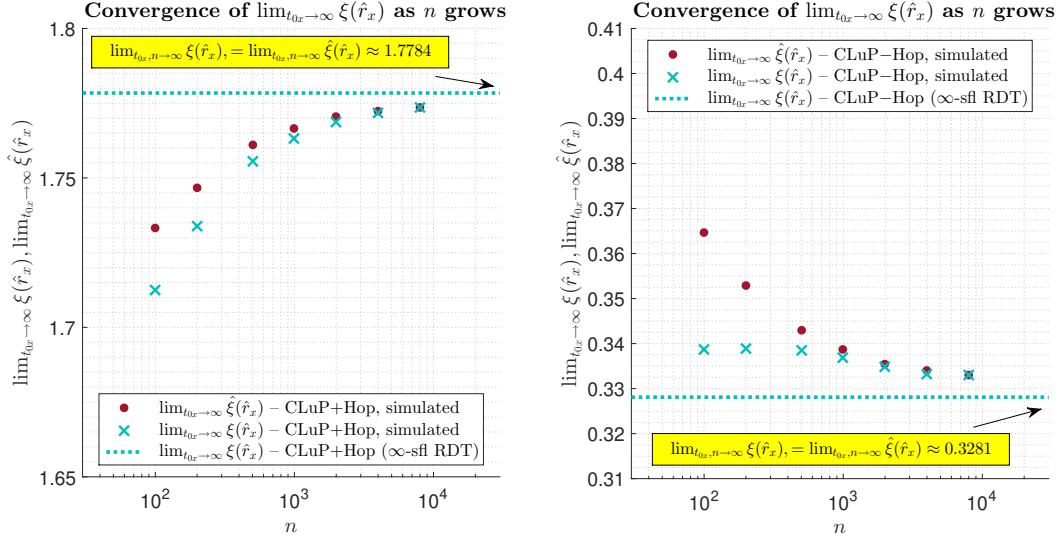 Convergence of lim_{t_{0x}→∞} ξ(r̂_x) as n grows
lim_{t_{0x}→∞} ξ(r̂_x), lim_{t_{0x}→∞} ξ̂(r̂_x)
1.8
1.75
1.7
1.65
lim_{t_{0x},n→∞} ξ(r̂_x), = lim_{t_{0x},n→∞} ξ̂(r̂_x) ≈ 1.7784
lim_{t_{0x}→∞} ξ̂(r̂_x) – CLuP+Hop, simulated
lim_{t_{0x}→∞} ξ(r̂_x) – CLuP+Hop, simulated
lim_{t_{0x}→∞} ξ(r̂_x) – CLuP+Hop (∞-sfl RDT)
10^2
10^3
10^4
n
Convergence of lim_{t_{0x}→∞} ξ(r̂_x) as n grows
lim_{t_{0x}→∞} ξ(r̂_x), lim_{t_{0x}→∞} ξ̂(r̂_x)
0.41
0.4
0.39
0.38
0.37
0.36
0.35
0.34
0.33
0.32
0.31
lim_{t_{0x}→∞} ξ̂(r̂_x) – CLuP−Hop, simulated
lim_{t_{0x}→∞} ξ(r̂_x) – CLuP−Hop, simulated
lim_{t_{0x}→∞} ξ(r̂_x) – CLuP−Hop (∞-sfl RDT)
lim_{t_{0x},n→∞} ξ(r̂_x), = lim_{t_{0x},n→∞} ξ̂(r̂_x) ≈ 0.3281
10^2
10^3
10^4
n